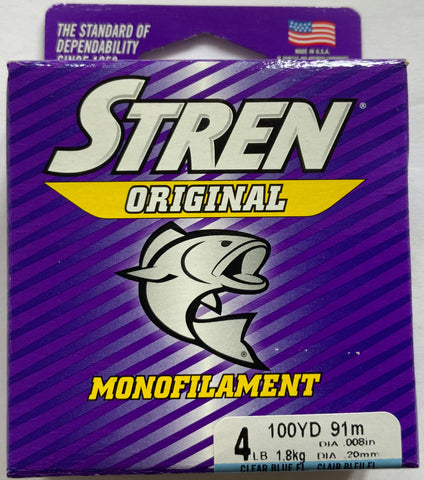 THE STANDARD OF
DEPENDABILITY
MADE IN U.S.A.
STREN®
ORIGINAL
®
MONOFILAMENT
4 LB 1.8kg
100YD 91m
DIA .008in
DIA .20mm
CLEAR BLUE FL CLAIR BLEU FL